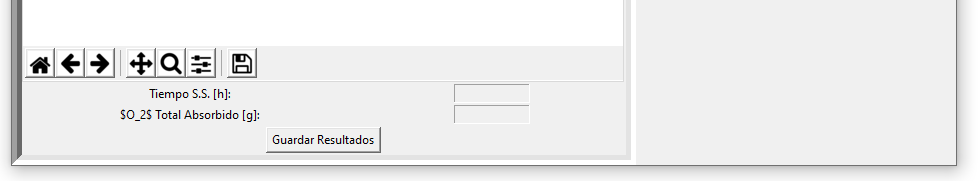 Tiempo S.S. [h]:
$O_2$ Total Absorbido [g]:
Guardar Resultados